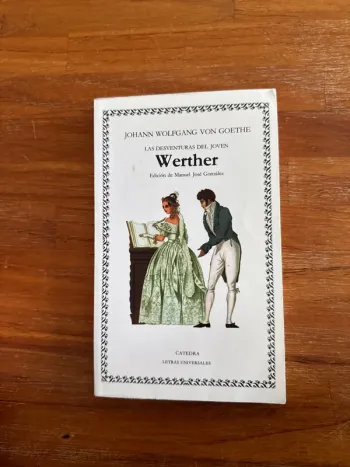 JOHANN WOLFGANG VON GOETHE
LAS DESVENTURAS DEL JOVEN
Werther
Edición de Manuel José González
CATEDRA
LETRAS UNIVERSALES